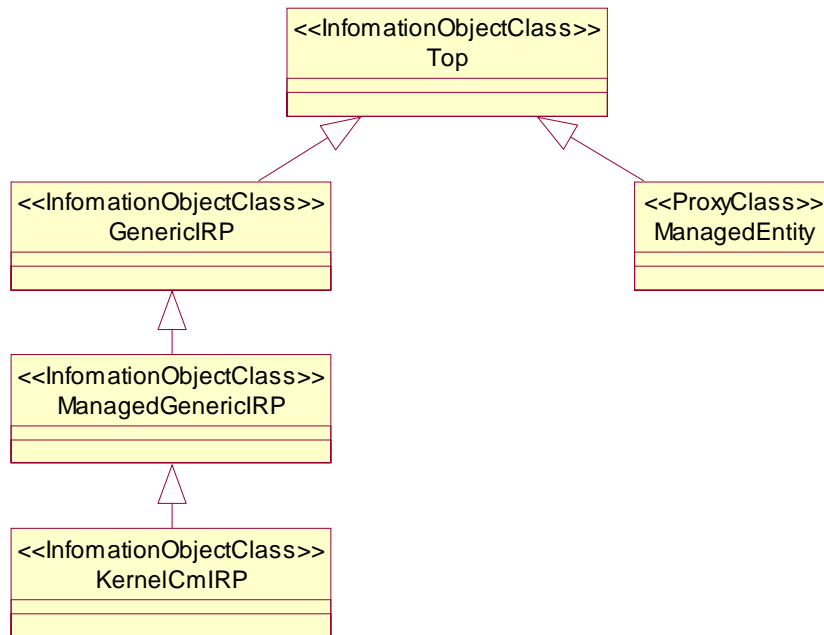 <<InfomationObjectClass>>
Top
<<InfomationObjectClass>>
GenericIRP
<<ProxyClass>>
ManagedEntity
<<InfomationObjectClass>>
ManagedGenericIRP
<<InfomationObjectClass>>
KernelCmIRP